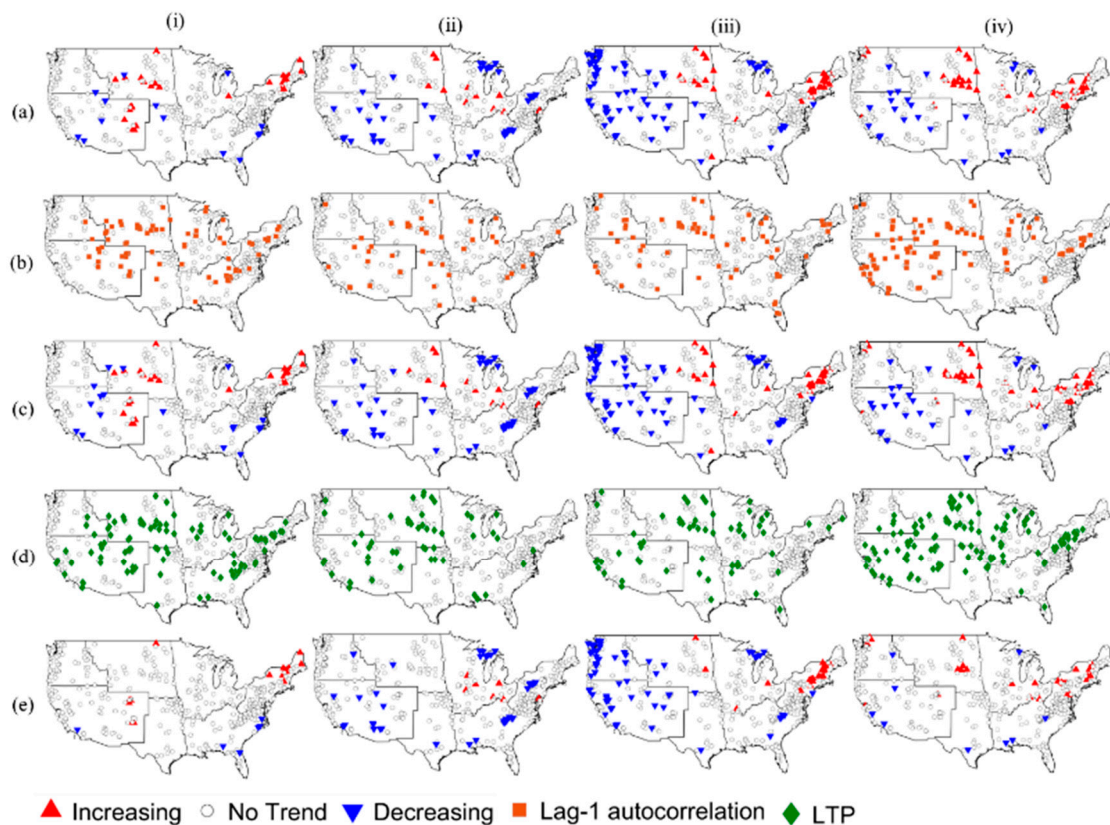 (i) (ii) (iii) (iv)
(a)
(b)
(c)
(d)
(e)
Increasing No Trend Decreasing Lag-1 autocorrelation LTP